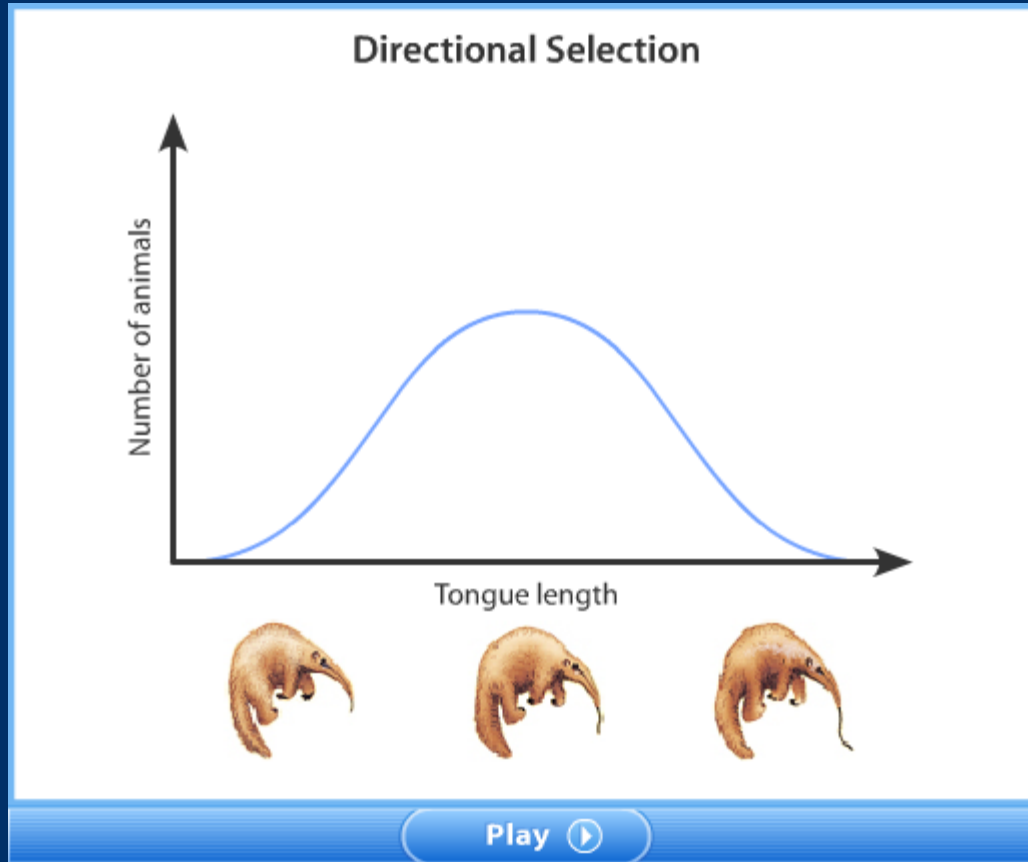 Directional Selection
Number of animals
Tongue length
Play